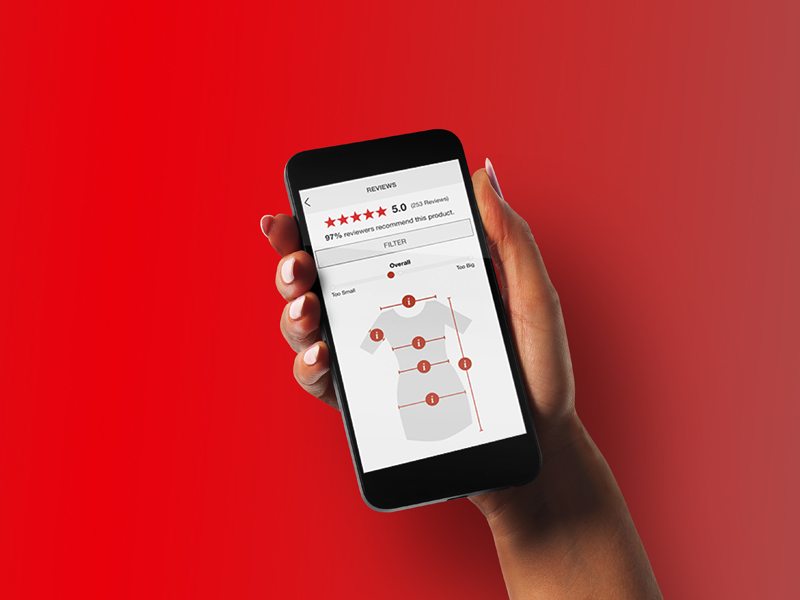 REVIEWS
5.0 (253 Reviews)
97% reviewers recommend this product.
FILTER
Overall
Too Small
Too Big
i
i
i
i
i
i